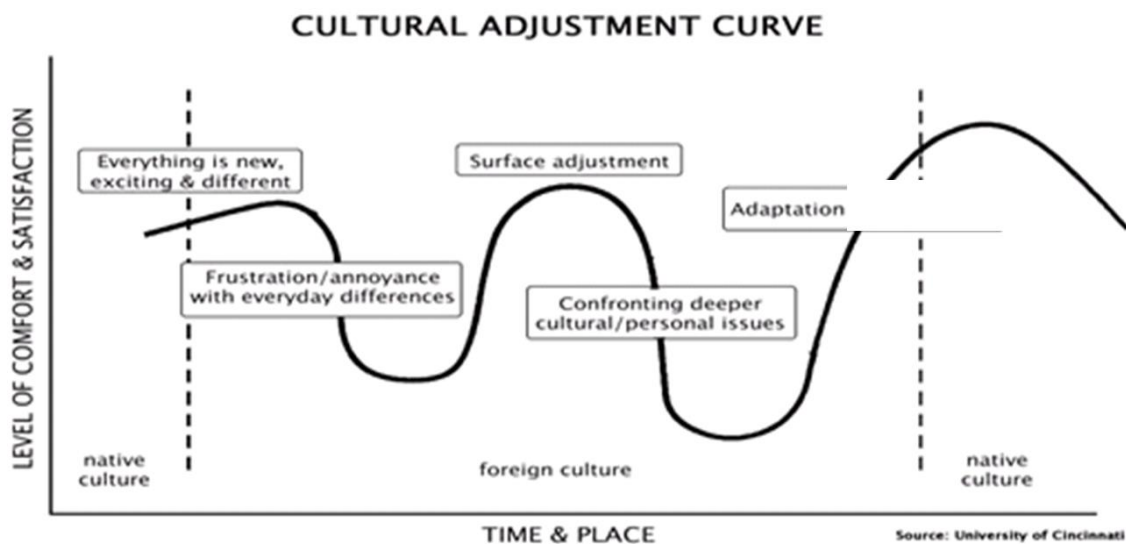 CULTURAL ADJUSTMENT CURVE
LEVEL OF COMFORT & SATISFACTION
Everything is new,
exciting & different
Frustration/annoyance
with everyday differences
Surface adjustment
Confronting deeper
cultural/personal issues
Adaptation
native
culture
foreign culture
native
culture
TIME & PLACE
Source: University of Cincinnati